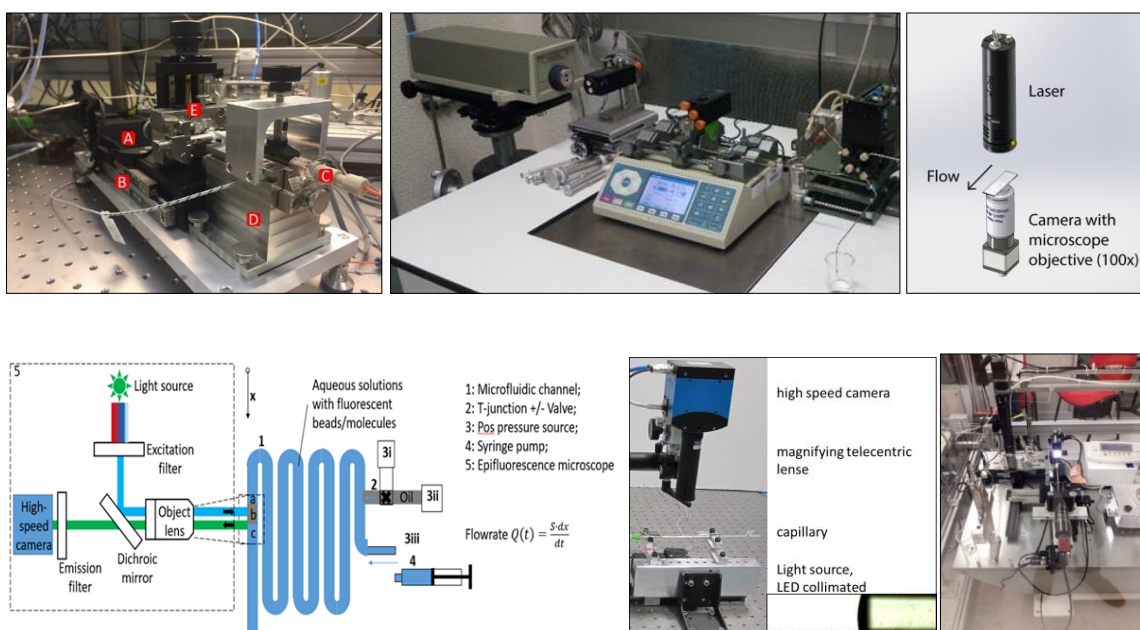 A
B
C
D
E
Laser
Flow
Camera with
microscope
objective (100x)
5
Light source
Excitation
filter
High-
speed
camera
Emission
filter
Dichroic
mirror
Object
lens
a
b
c
x
1
Aqueous solutions
with fluorescent
beads/molecules
2
3i
Oil
3ii
3iii
4
1: Microfluidic channel;
2: T-junction +/- Valve;
3: Pos pressure source;
4: Syringe pump;
5: Epifluorescence microscope
Flowrate Q(t) = S·dx/dt
high speed camera
magnifying telecentric
lense
capillary
Light source,
LED collimated